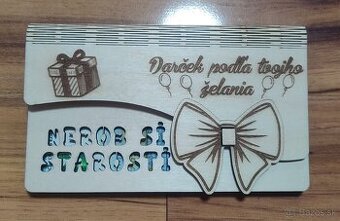 Darček podľa tvojho
želania
NEROB SI
STAROSTI